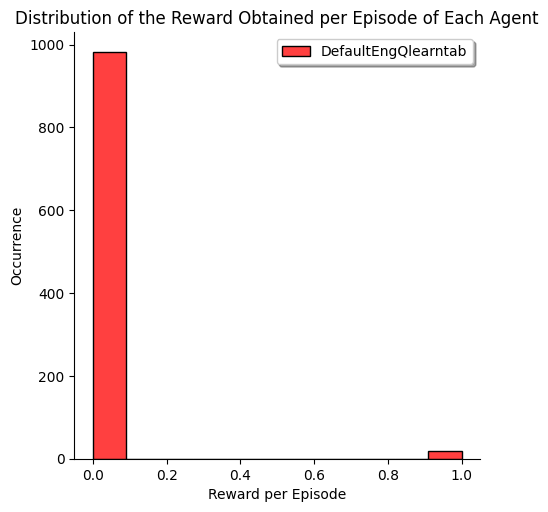 Distribution of the Reward Obtained per Episode of Each Agent
DefaultEngQlearntab
1000
800
600
400
200
0
Occurrence
0.0 0.2 0.4 0.6 0.8 1.0
Reward per Episode